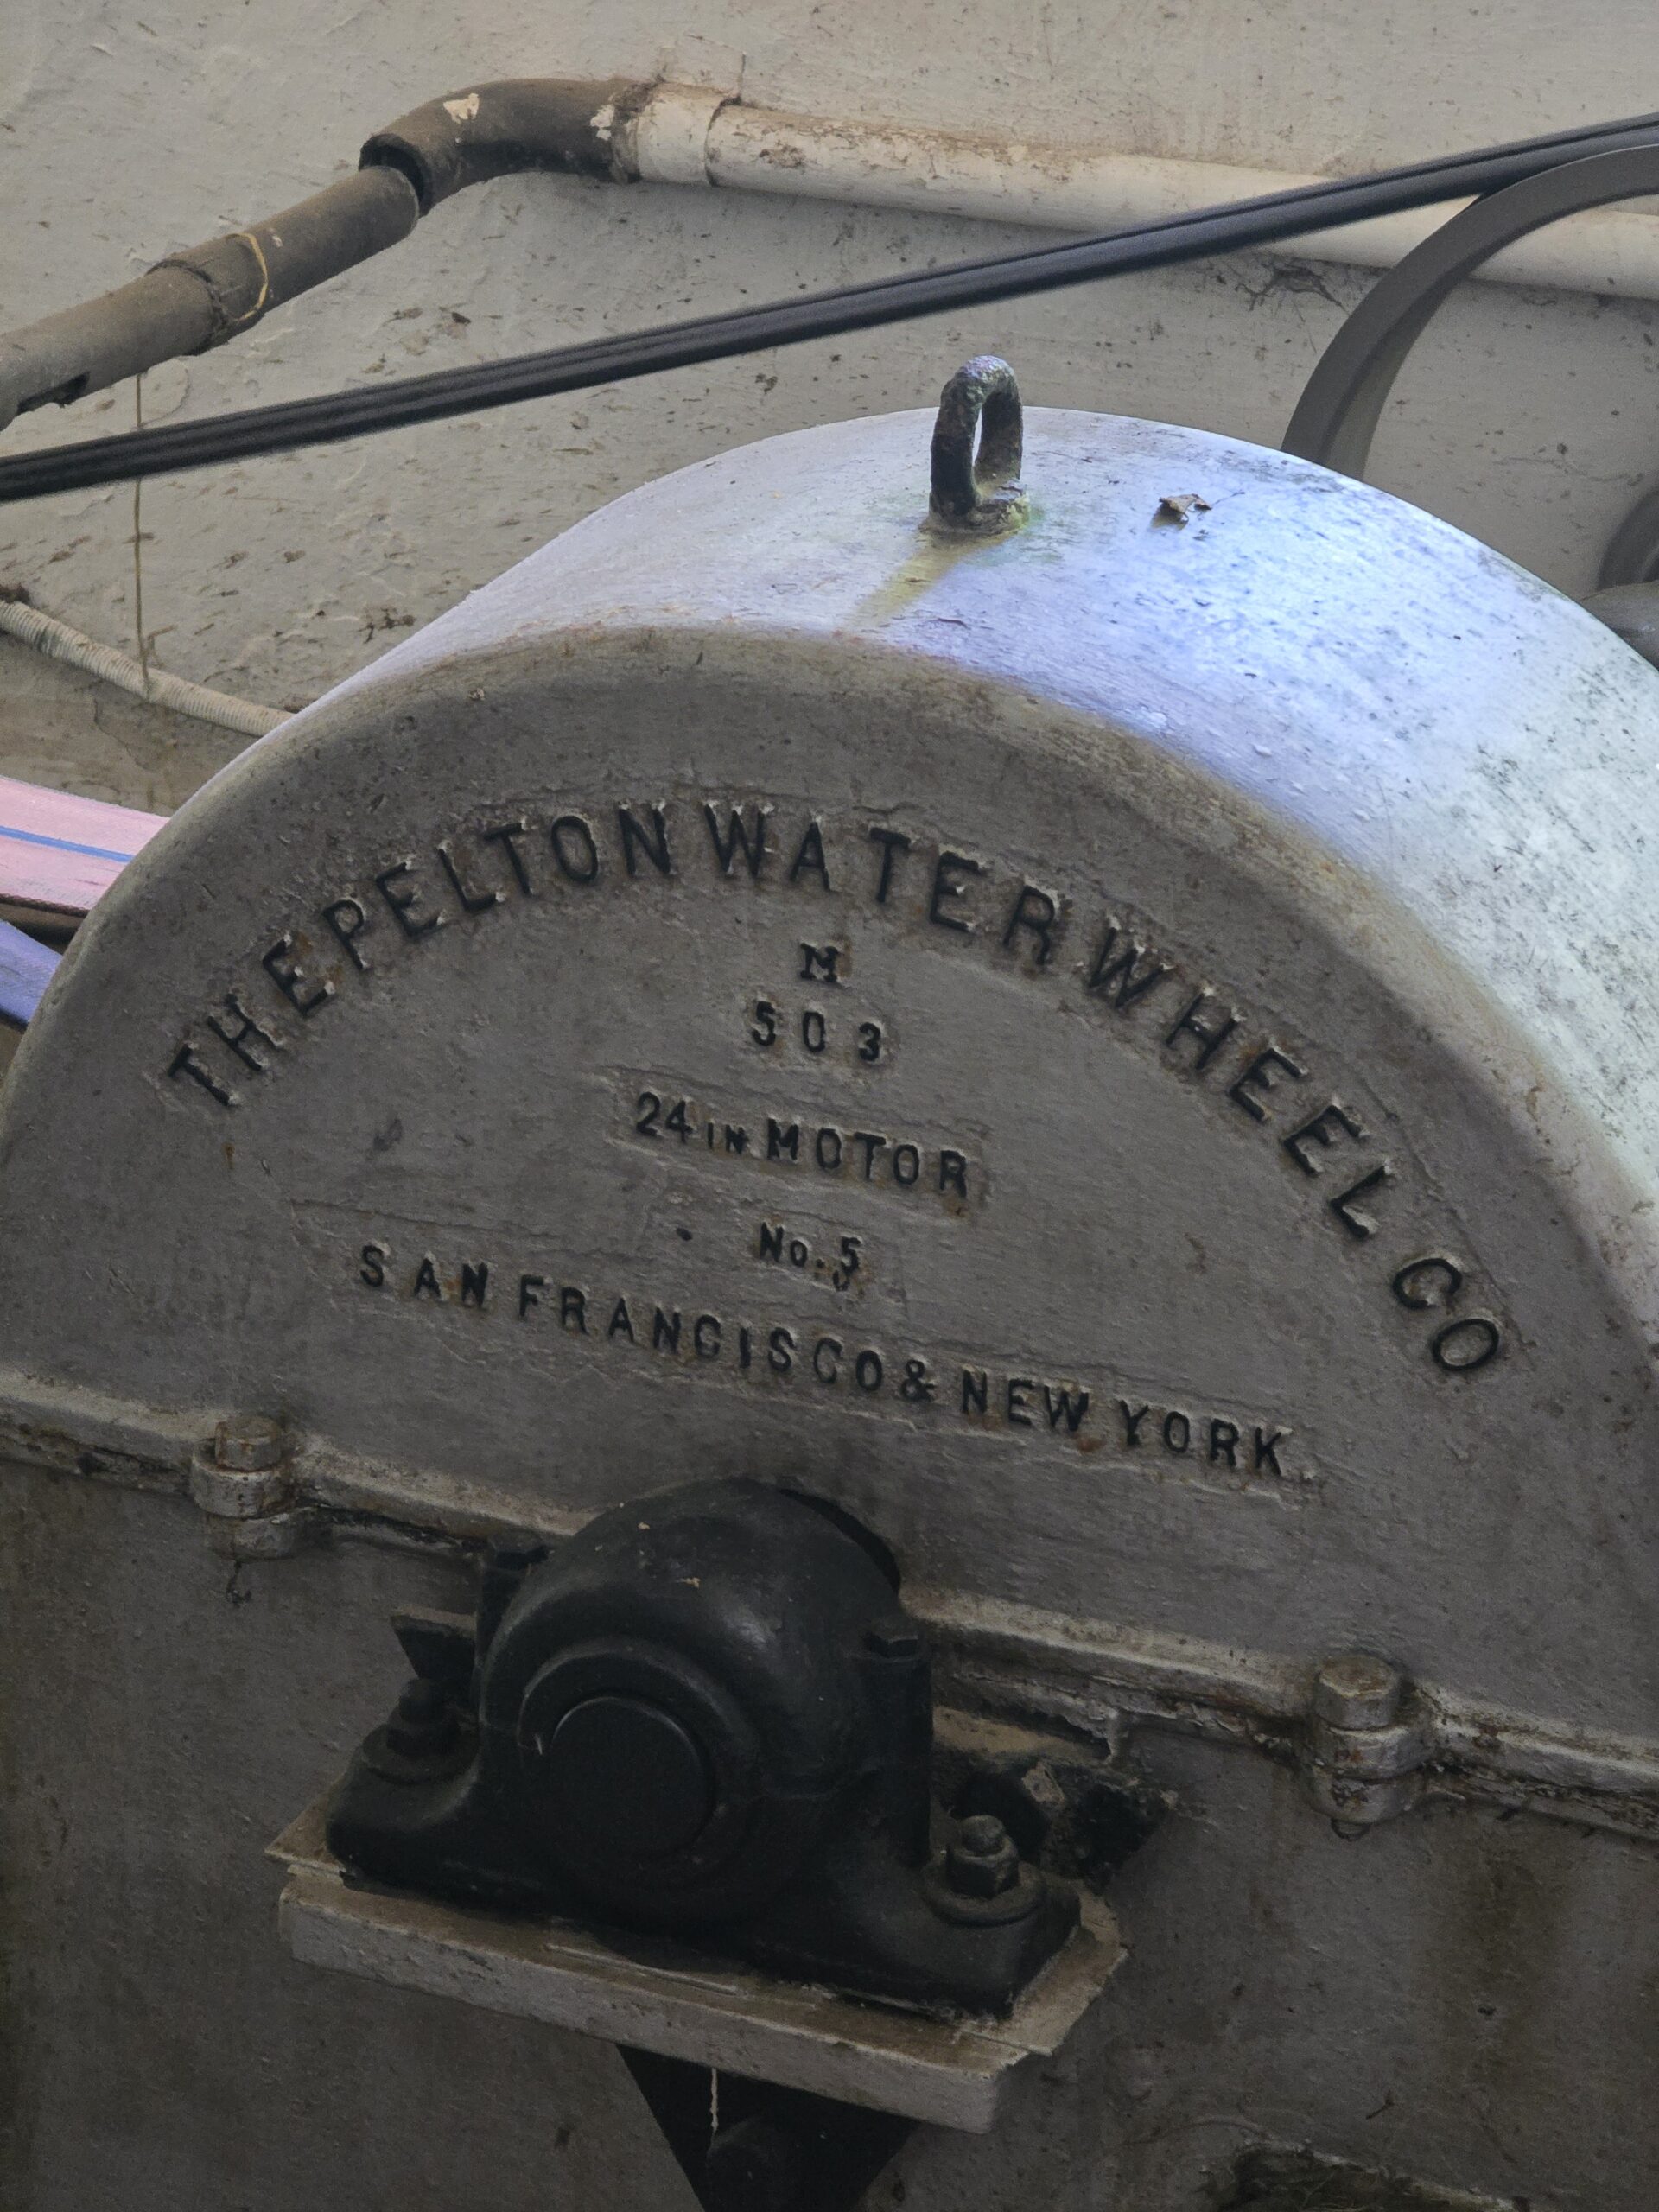 THE PELTON WATER WHEEL CO
M
503
24 IN MOTOR
No. 5
SAN FRANCISCO & NEW YORK